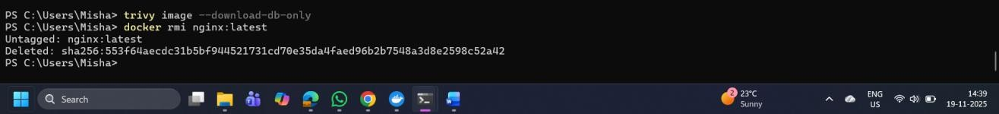 PS C:\Users\Misha> trivy image --download-db-only
PS C:\Users\Misha> docker rmi nginx:latest
Untagged: nginx:latest
Deleted: sha256:553f64aecdc31b5bf944521731cd70e35da4faed96b2b7548a3d8e2598c52a42
PS C:\Users\Misha>
Search
2
23°C
Sunny
ENG
US
14:39
19-11-2025